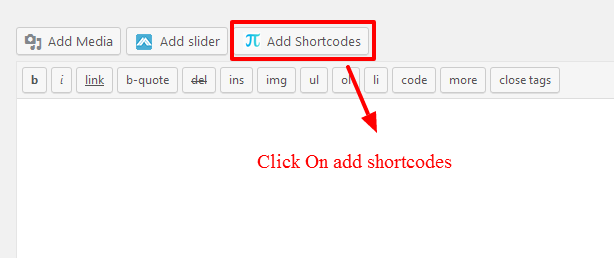 Add Media Add slider Add Shortcodes
b i link b-quote del ins img ul ol li code more close tags
Click On add shortcodes